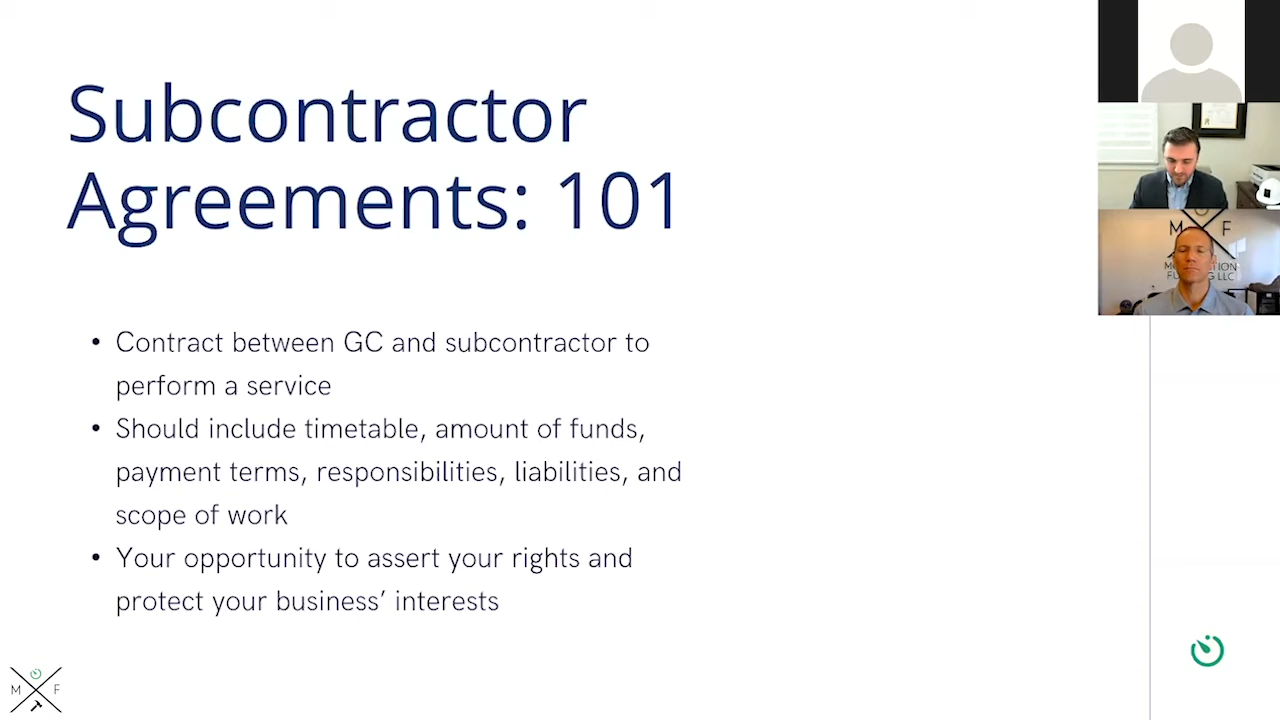 Subcontractor
Agreements: 101
• Contract between GC and subcontractor to
perform a service
• Should include timetable, amount of funds,
payment terms, responsibilities, liabilities, and
scope of work
• Your opportunity to assert your rights and
protect your business’ interests
M F
M F